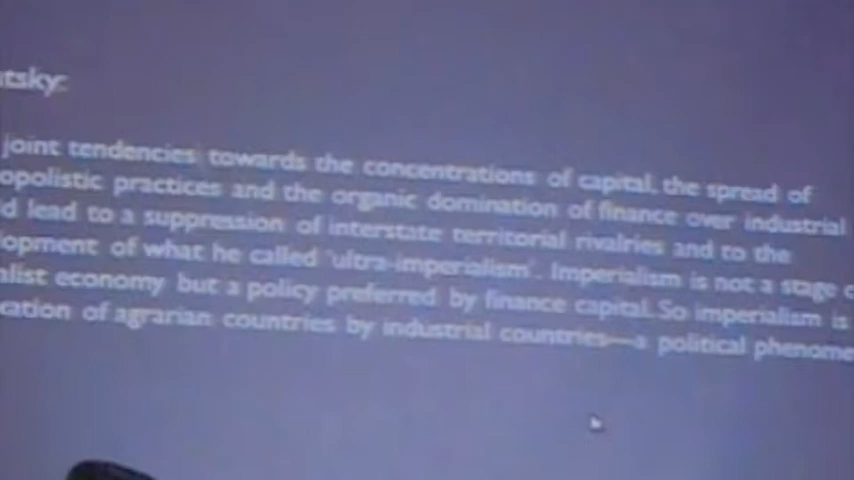 tsky:
joint tendencies towards the concentrations of capital, the spread of
opolistic practices and the organic domination of finance over industrial
d lead to a suppression of interstate territorial rivalries and to the
lopment of what he called 'ultra-imperialism'. Imperialism is not a stage
alist economy but a policy preferred by finance capital. So imperialism is
cation of agrarian countries by industrial countries—a political phenome